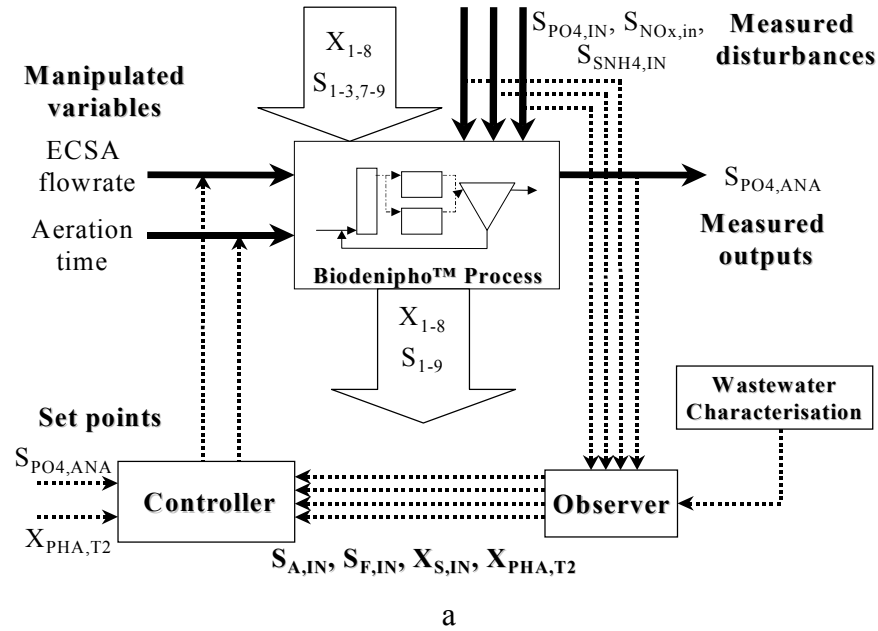 X1-8
S1-3,7-9
SPO4,IN, SNOx,in,
SSNH4,IN
Measured
disturbances
Manipulated
variables
ECSA
flowrate
Aeration
time
Biodenipho™ Process
SPO4,ANA
Measured
outputs
X1-8
S1-9
Wastewater
Characterisation
Set points
SPO4,ANA
XPHA,T2
Controller
Observer
SA,IN, SF,IN, XS,IN, XPHA,T2
a